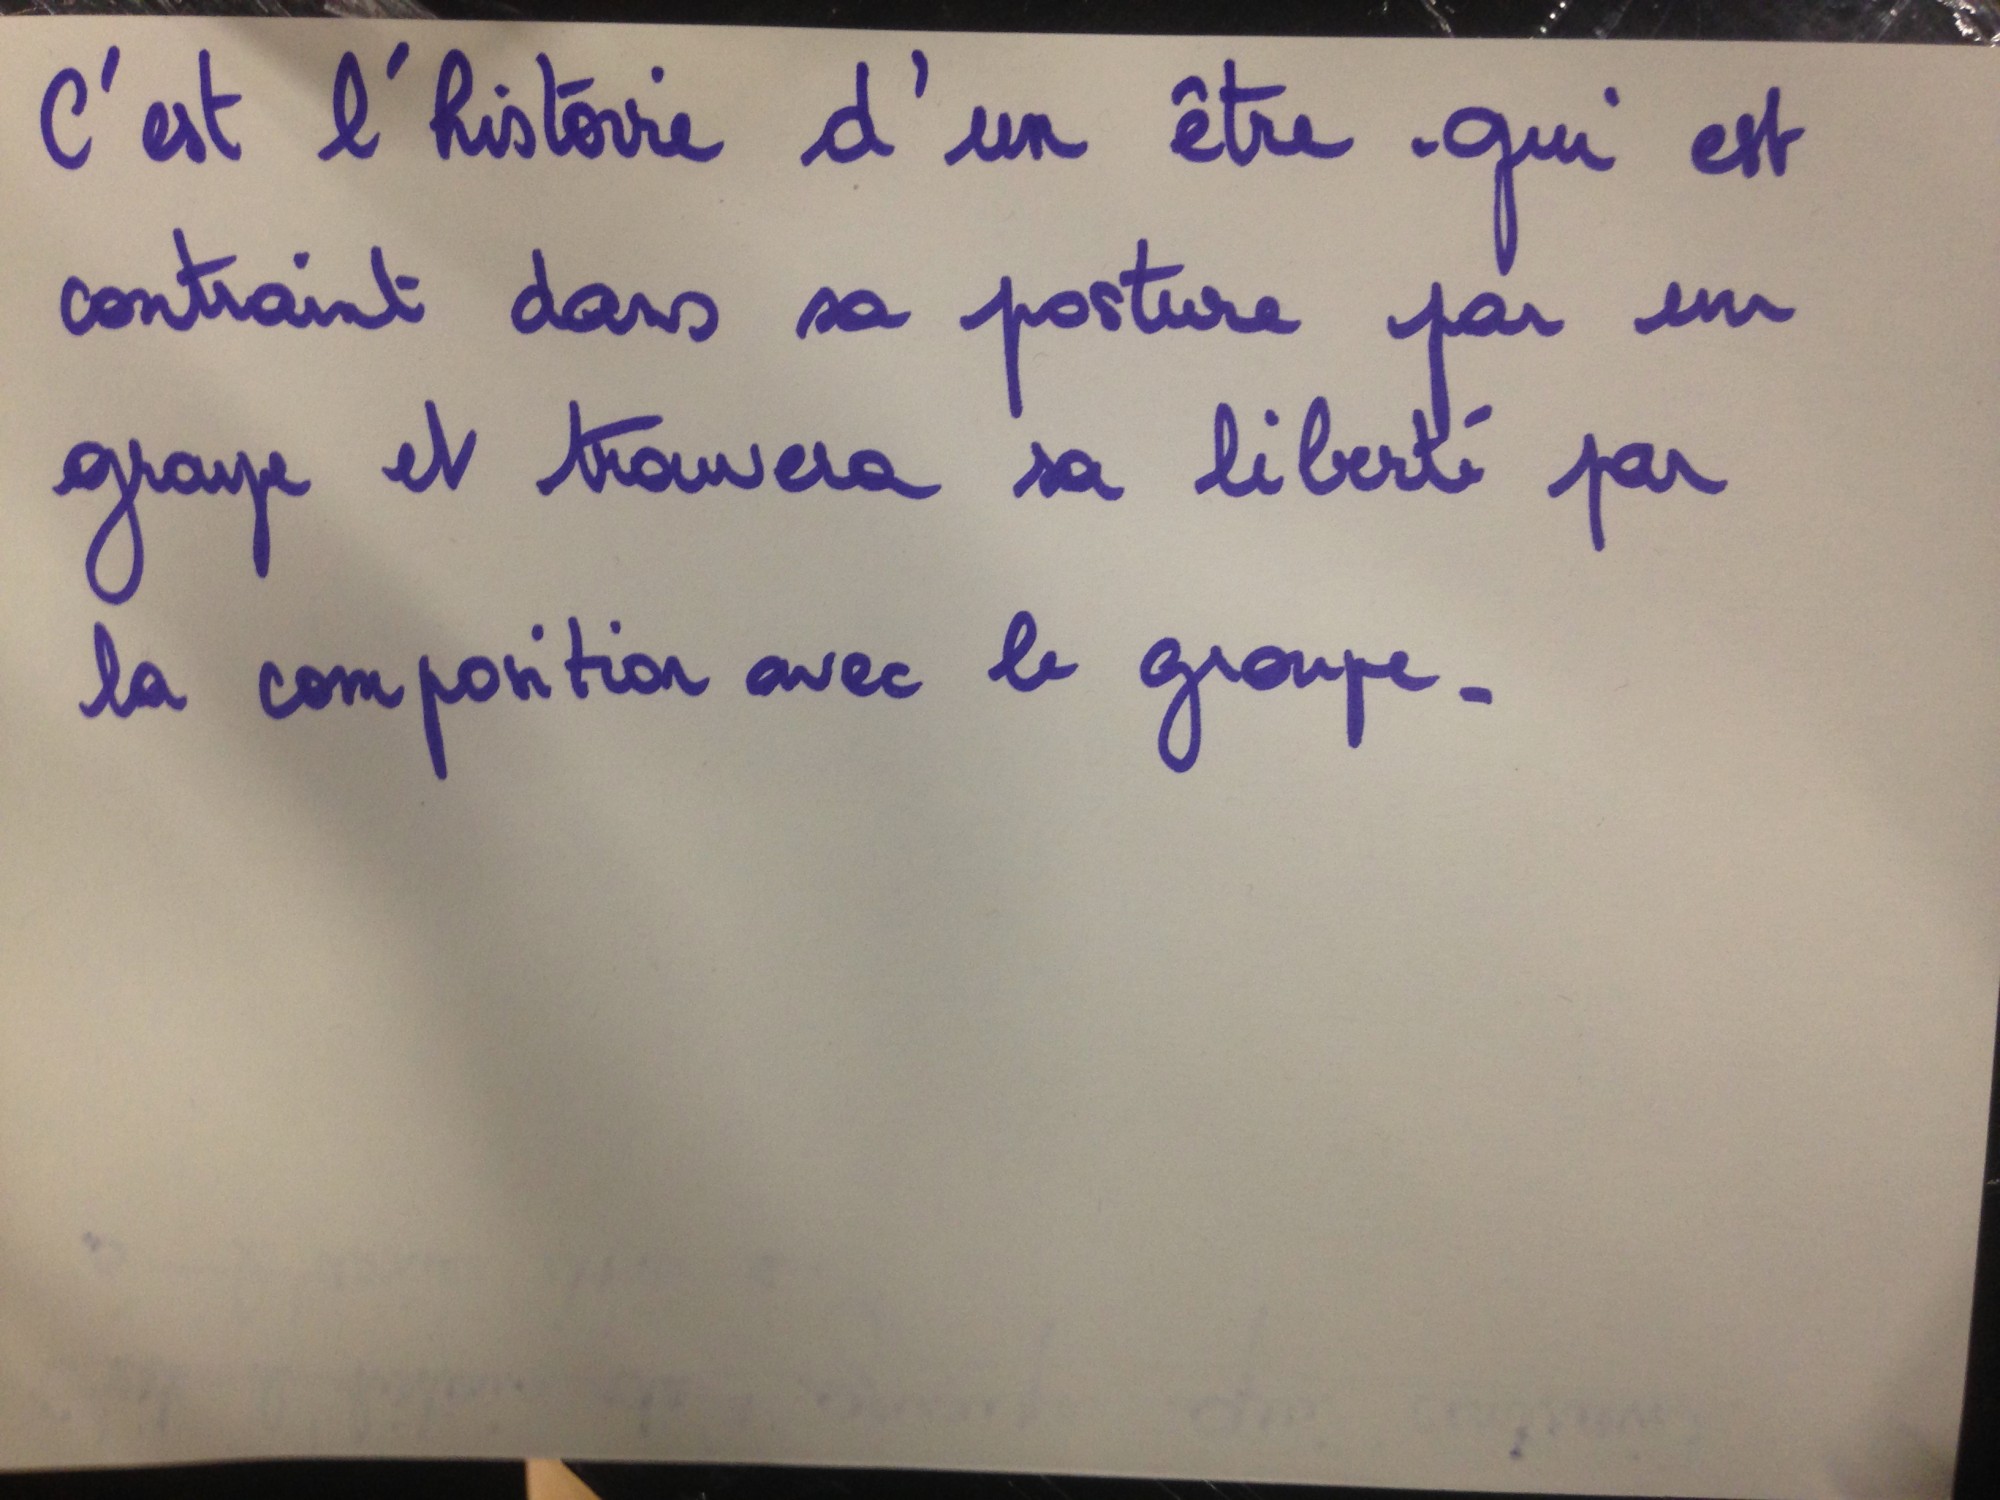 C'est l'histoire d'un être qui est
contraint dans sa posture par un
groupe et trouvera sa liberté par
la composition avec le groupe.